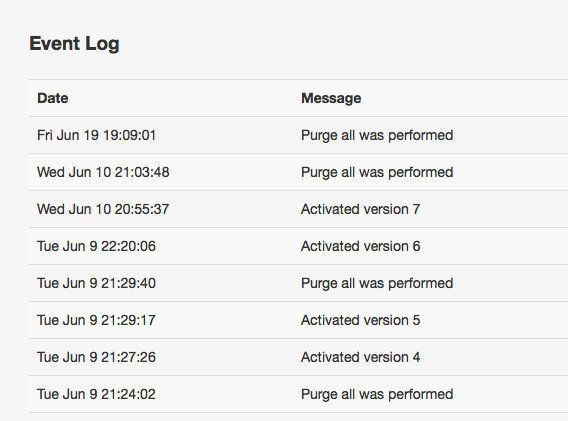 Event Log
Date Message
Fri Jun 19 19:09:01 Purge all was performed
Wed Jun 10 21:03:48 Purge all was performed
Wed Jun 10 20:55:37 Activated version 7
Tue Jun 9 22:20:06 Activated version 6
Tue Jun 9 21:29:40 Purge all was performed
Tue Jun 9 21:29:17 Activated version 5
Tue Jun 9 21:27:26 Activated version 4
Tue Jun 9 21:24:02 Purge all was performed